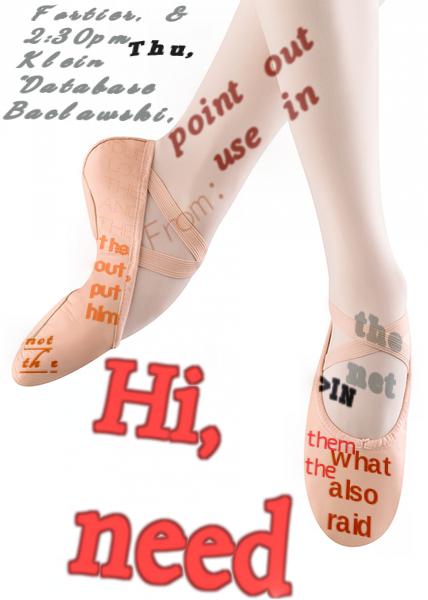 Fortier, &
2:30pm
Klein
"Database
Baclawski,
Thu,
point out
use in
From:
the
out,
put
him
not
th e
the
net
>IN
them
the
what
also
raid
Hi,
need